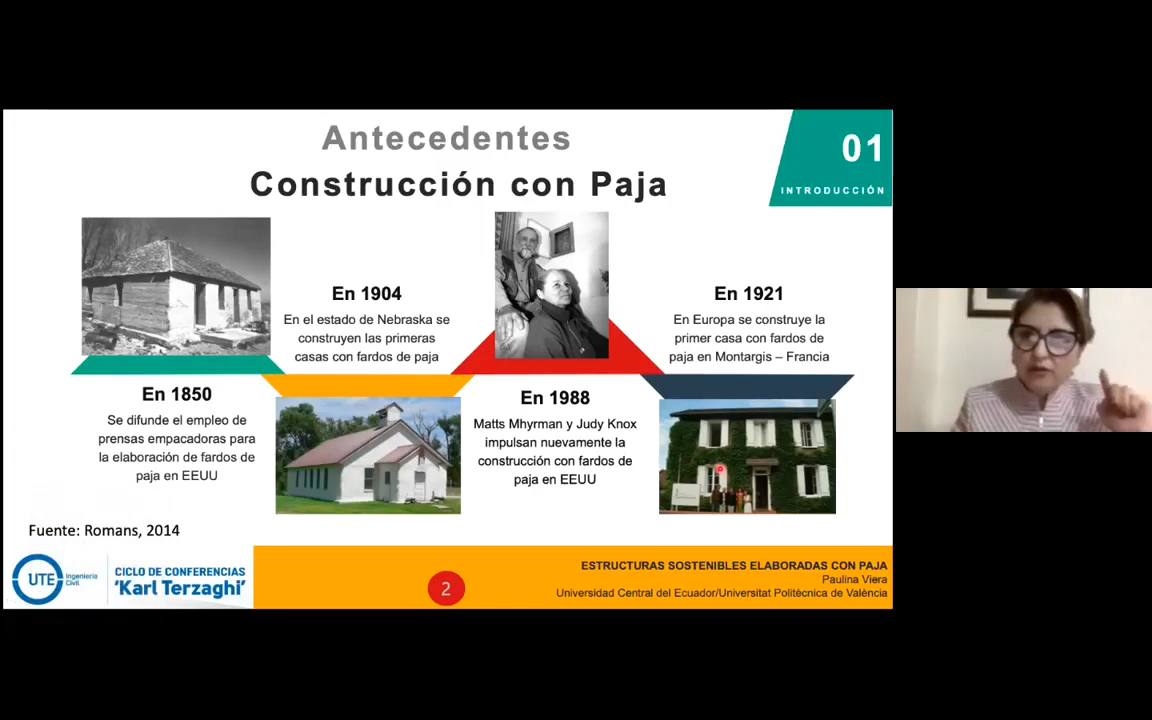 Antecedentes
Construcción con Paja
01
INTRODUCCIÓN
En 1850
Se difunde el empleo de
prensas empacadoras para
la elaboración de fardos de
paja en EEUU
En 1904
En el estado de Nebraska se
construyen las primeras
casas con fardos de paja
En 1988
Matts Mhyrman y Judy Knox
impulsan nuevamente la
construcción con fardos de
paja en EEUU
En 1921
En Europa se construye la
primer casa con fardos de
paja en Montargis – Francia
Fuente: Romans, 2014
UTE
Ingeniería
Civil
CICLO DE CONFERENCIAS
'Karl Terzaghi'
2
ESTRUCTURAS SOSTENIBLES ELABORADAS CON PAJA
Paulina Viera
Universidad Central del Ecuador/Universitat Politècnica de València